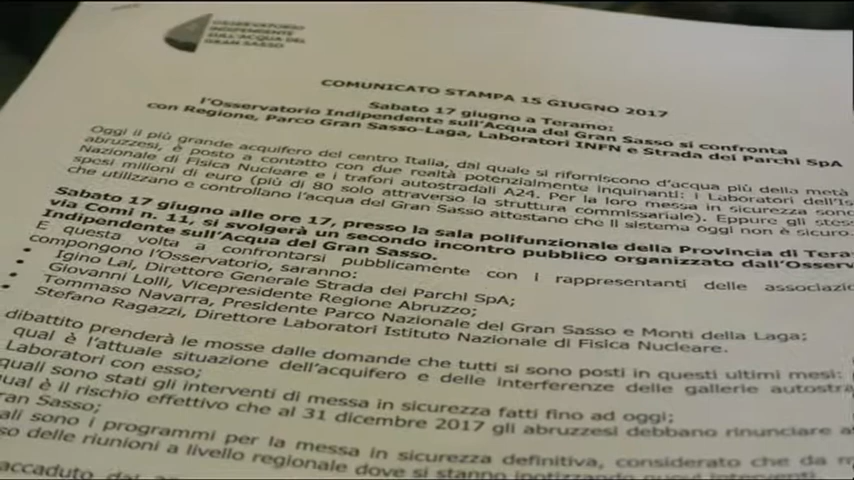 OSSERVATORIO
INDIPENDENTE
SULL'ACQUA DEL
GRAN SASSO
COMUNICATO STAMPA 15 GIUGNO 2017
Sabato 17 giugno a Teramo:
l'Osservatorio Indipendente sull'Acqua del Gran Sasso si confronta
con Regione, Parco Gran Sasso-Laga, Laboratori INFN e Strada dei Parchi SpA
Oggi il più grande acquifero del centro Italia, dal quale si riforniscono d'acqua più della metà
abruzzesi, è posto a contatto con due realtà potenzialmente inquinanti: i Laboratori dell'Is
Nazionale di Fisica Nucleare e i trafori autostradali A24. Per la loro messa in sicurezza sono
spesi milioni di euro (più di 80 solo attraverso la struttura commissariale). Eppure gli stess
che utilizzano e controllano l'acqua del Gran Sasso attestano che il sistema oggi non è sicuro.
Sabato 17 giugno alle ore 17, presso la sala polifunzionale della Provincia di Tera
via Comi n. 11, si svolgerà un secondo incontro pubblico organizzato dall'Osserv
Indipendente sull'Acqua del Gran Sasso.
E questa volta a confrontarsi pubblicamente con i rappresentanti delle associazio
compongono l'Osservatorio, saranno:
• Igino Lai, Direttore Generale Strada dei Parchi SpA;
• Giovanni Lolli, Vicepresidente Regione Abruzzo;
• Tommaso Navarra, Presidente Parco Nazionale del Gran Sasso e Monti della Laga;
• Stefano Ragazzi, Direttore Laboratori Istituto Nazionale di Fisica Nucleare.
dibattito prenderà le mosse dalle domande che tutti si sono posti in questi ultimi mesi:
qual è l'attuale situazione dell'acquifero e delle interferenze delle gallerie autostra
Laboratori con esso;
quali sono stati gli interventi di messa in sicurezza fatti fino ad oggi;
qual è il rischio effettivo che al 31 dicembre 2017 gli abruzzesi debbano rinunciare a
ran Sasso;
ali sono i programmi per la messa in sicurezza definitiva, considerato che da m
so delle riunioni a livello regionale dove si stanno ipotizzando nuovi interventi
accaduto